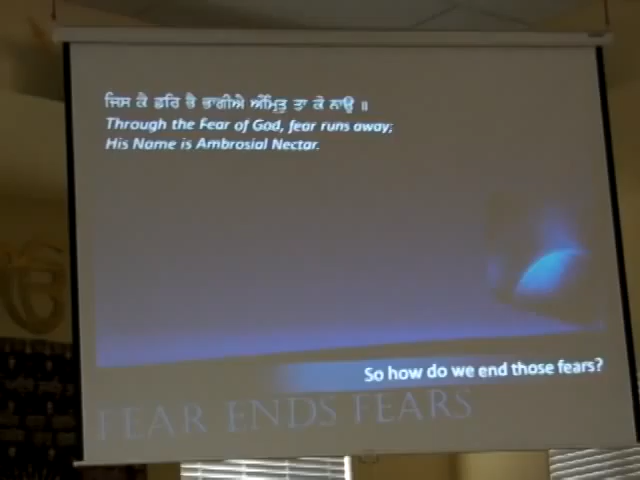 ਜਿਸ ਕੈ ਡਰਿ ਭੈ ਭਾਗੀਐ ਅੰਮ੍ਰਿਤੁ ਤਾ ਕੋ ਨਾਉ ॥
Through the Fear of God, fear runs away;
His Name is Ambrosial Nectar.
So how do we end those fears?
FEAR ENDS FEARS